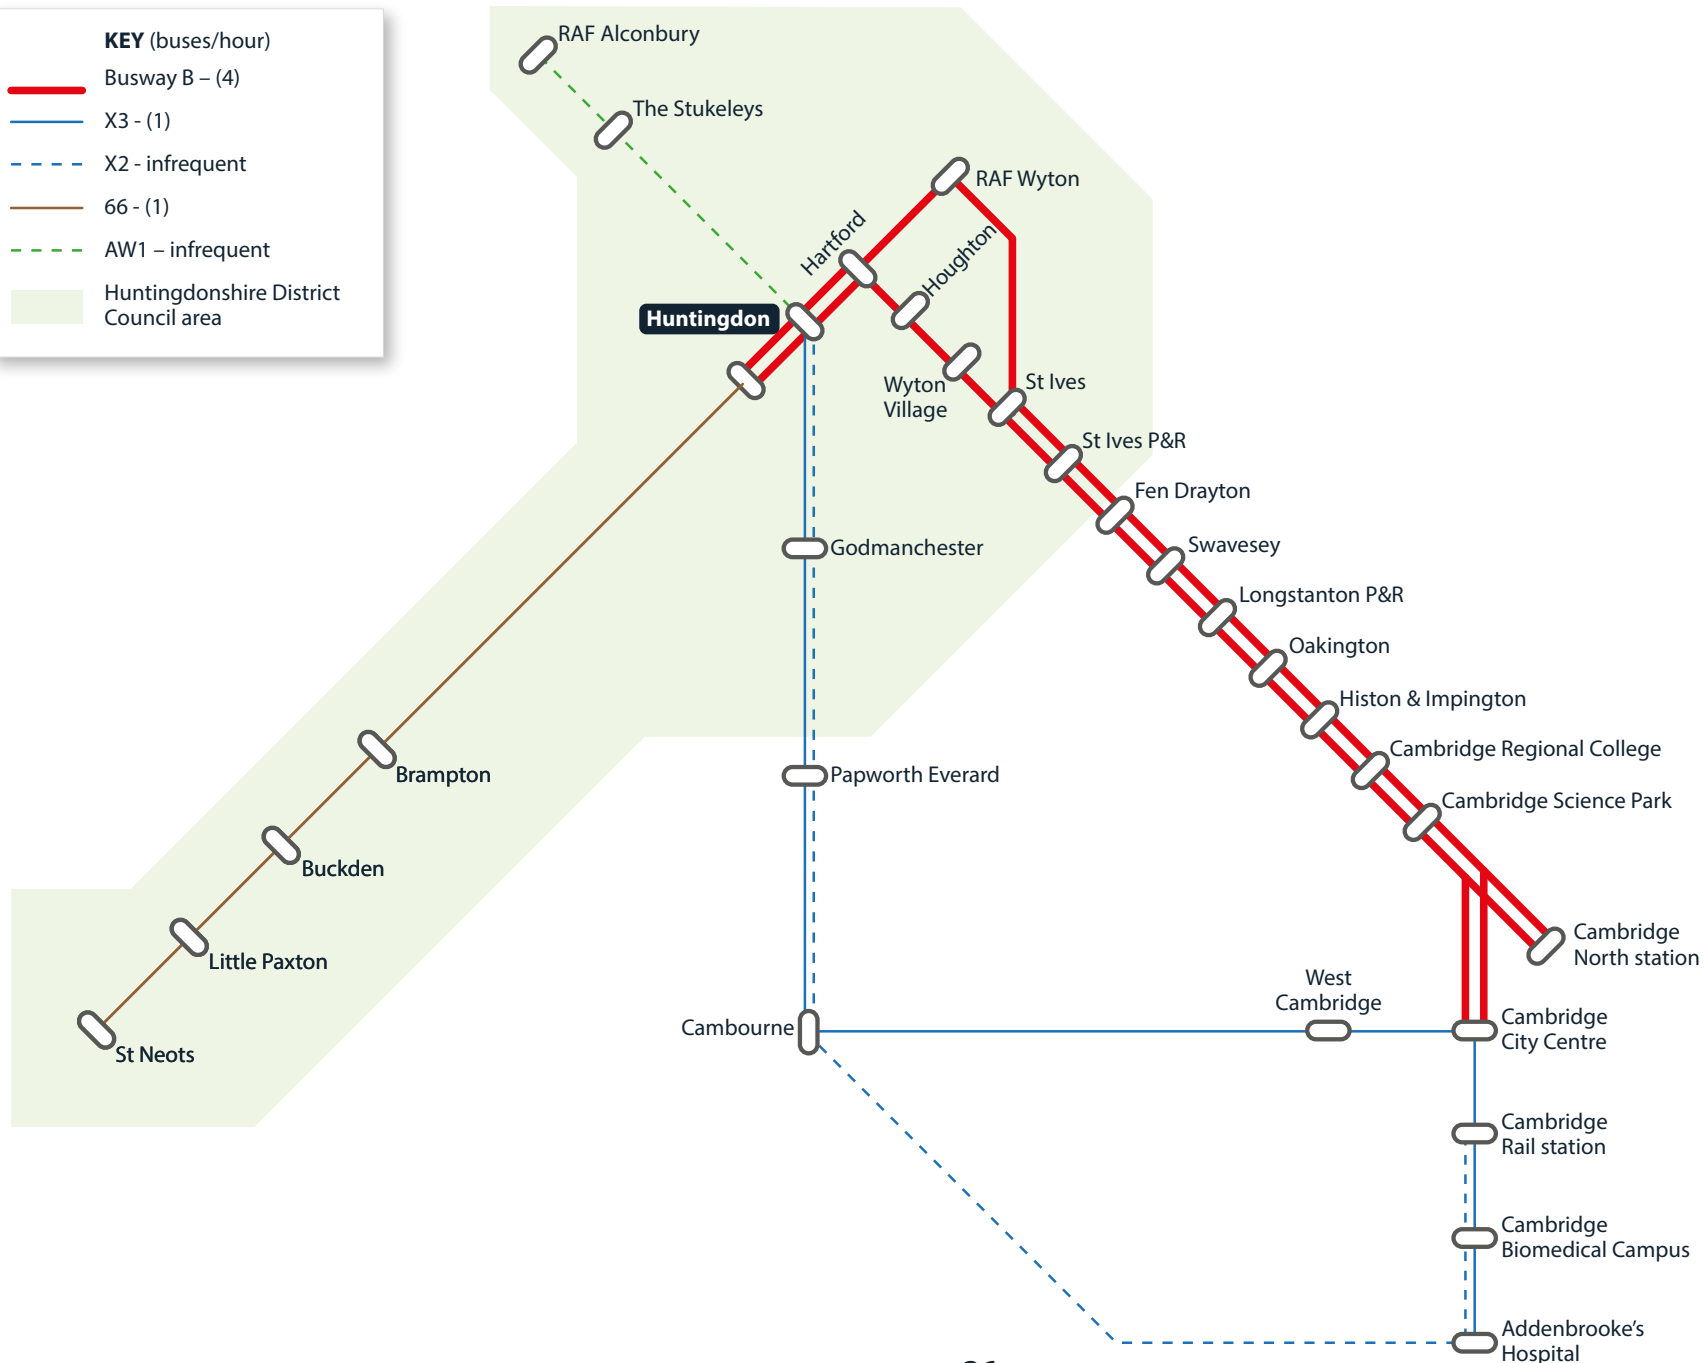 KEY (buses/hour)
Busway B – (4)
X3 - (1)
X2 - infrequent
66 - (1)
AW1 – infrequent
Huntingdonshire District
Council area
RAF Alconbury
The Stukeleys
RAF Wyton
Hartford
Houghton
Huntingdon
Wyton
Village
St Ives
St Ives P&R
Fen Drayton
Swavesey
Godmanchester
Longstanton P&R
Oakington
Histon & Impington
Cambridge Regional College
Brampton
Papworth Everard
Cambridge Science Park
Buckden
Cambridge
North station
Little Paxton
West
Cambridge
Cambourne
Cambridge
City Centre
St Neots
Cambridge
Rail station
Cambridge
Biomedical Campus
Addenbrooke's
Hospital